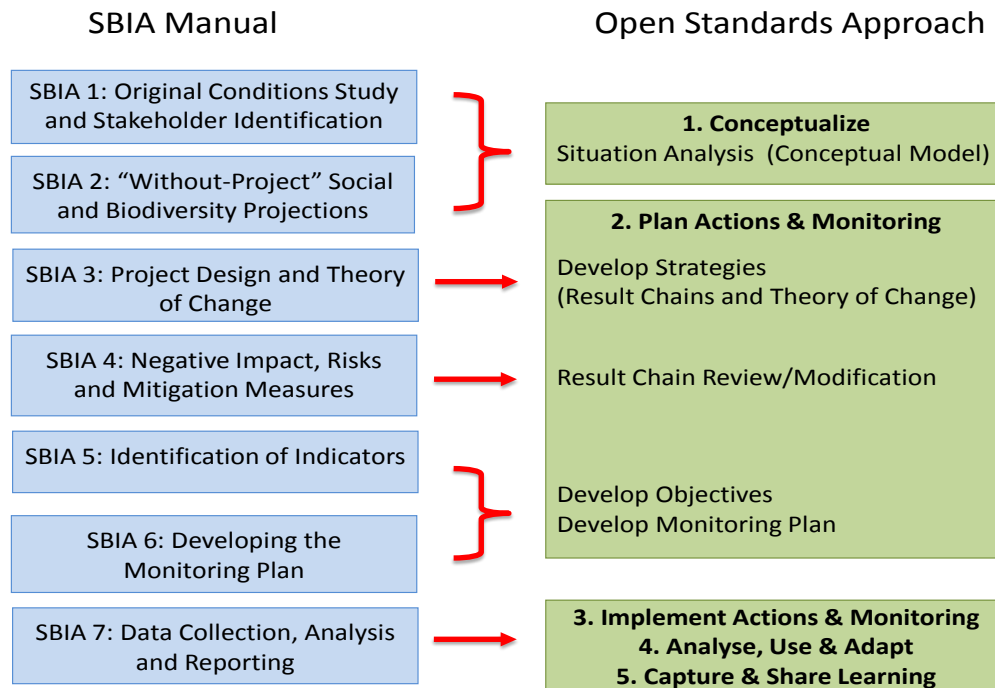 SBIA Manual
Open Standards Approach
SBIA 1: Original Conditions Study
and Stakeholder Identification
SBIA 2: “Without-Project” Social
and Biodiversity Projections
SBIA 3: Project Design and Theory
of Change
SBIA 4: Negative Impact, Risks
and Mitigation Measures
SBIA 5: Identification of Indicators
SBIA 6: Developing the
Monitoring Plan
SBIA 7: Data Collection, Analysis
and Reporting
1. Conceptualize
Situation Analysis (Conceptual Model)
2. Plan Actions & Monitoring
Develop Strategies
(Result Chains and Theory of Change)
Result Chain Review/Modification
Develop Objectives
Develop Monitoring Plan
3. Implement Actions & Monitoring
4. Analyse, Use & Adapt
5. Capture & Share Learning